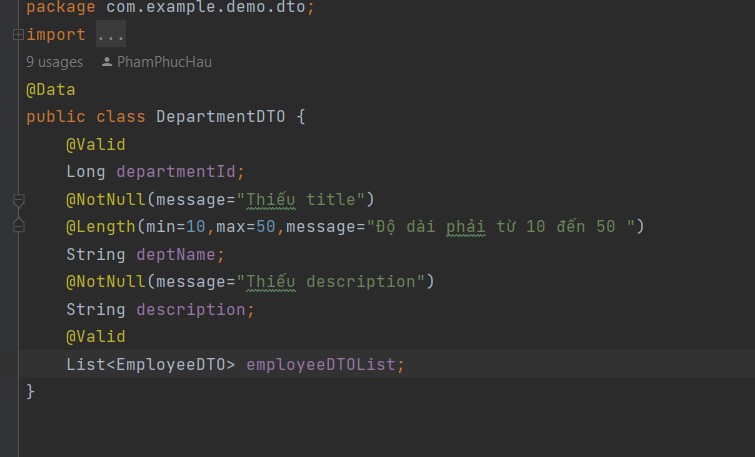 package com.example.demo.dto;
import ...
9 usages PhamPhucHau
@Data
public class DepartmentDTO {
@Valid
Long departmentId;
@NotNull(message="Thiếu title")
@Length(min=10,max=50,message="Độ dài phải từ 10 đến 50 ")
String deptName;
@NotNull(message="Thiếu description")
String description;
@Valid
List<EmployeeDTO> employeeDTOList;
}